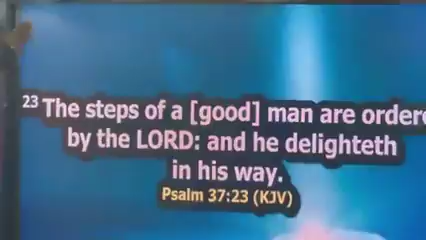 23 The steps of a [good] man are ordere
by the LORD: and he delighteth
in his way.
Psalm 37:23 (KJV)